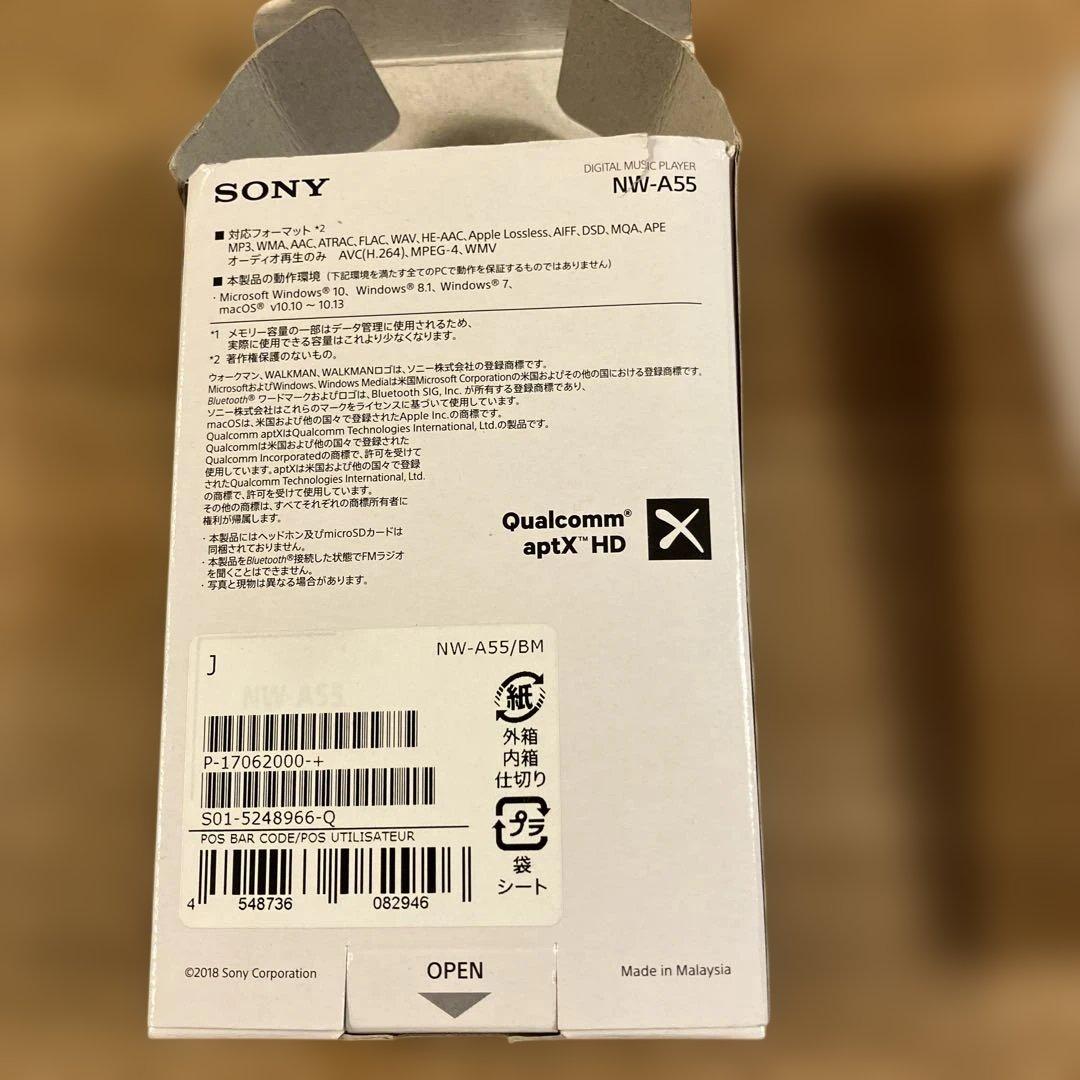 SONY
DIGITAL MUSIC PLAYER
NW-A55
■ 対応フォーマット *2
MP3、WMA、AAC、ATRAC、FLAC、WAV、HE-AAC、Apple Lossless、AIFF、DSD、MQA、APE
オーディオ再生のみ AVC(H.264)、MPEG-4、WMV
■ 本製品の動作環境（下記環境を満たす全てのPCで動作を保証するものではありません）
・Microsoft Windows® 10、Windows® 8.1、Windows® 7、
macOS® v10.10 ～ 10.13
*1 メモリー容量の一部はデータ管理に使用されるため、
実際に使用できる容量はこれより少なくなります。
*2 著作権保護のないもの。
ウォークマン、WALKMAN、WALKMANロゴは、ソニー株式会社の登録商標です。
MicrosoftおよびWindows、Windows Mediaは米国Microsoft Corporationの米国およびその他の国における登録商標です。
Bluetooth® ワードマークおよびロゴは、Bluetooth SIG, Inc. が所有する登録商標であり、
ソニー株式会社はこれらのマークをライセンスに基づいて使用しています。
macOSは、米国および他の国々で登録されたApple Inc.の商標です。
Qualcomm aptXはQualcomm Technologies International, Ltd.の製品です。
Qualcommは米国および他の国々で登録された
Qualcomm Incorporatedの商標で、許可を受けて
使用しています。aptXは米国および他の国々で登録
されたQualcomm Technologies International, Ltd.
の商標で、許可を受けて使用しています。
その他の商標は、すべてそれぞれの商標所有者に
権利が帰属します。
・本製品にはヘッドホン及びmicroSDカードは
同梱されておりません。
・本製品をBluetooth®接続した状態でFMラジオ
を聞くことはできません。
・写真と現物は異なる場合があります。
Qualcomm®
aptX™ HD
J
NW-A55/BM
紙
外箱
内箱
仕切り
P-17062000-+
S01-5248966-Q
POS BAR CODE/POS UTILISATEUR
プラ
袋
シート
4 548736 082946
©2018 Sony Corporation
OPEN
Made in Malaysia